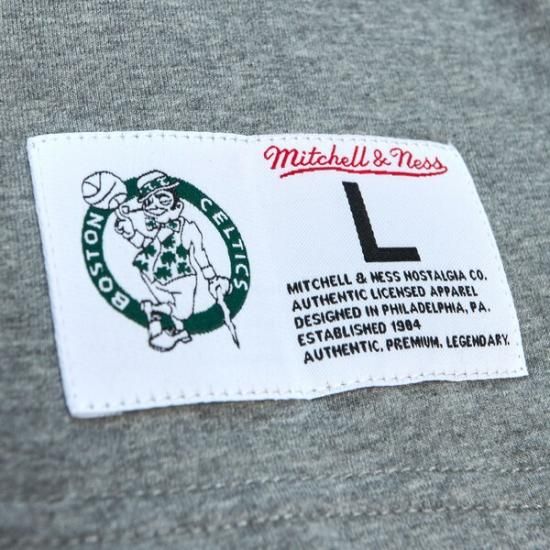 BOSTON CELTICS
Mitchell & Ness
L
MITCHELL & NESS NOSTALGIA CO.
AUTHENTIC LICENSED APPAREL
DESIGNED IN PHILADELPHIA, PA.
ESTABLISHED 1904
AUTHENTIC, PREMIUM, LEGENDARY.